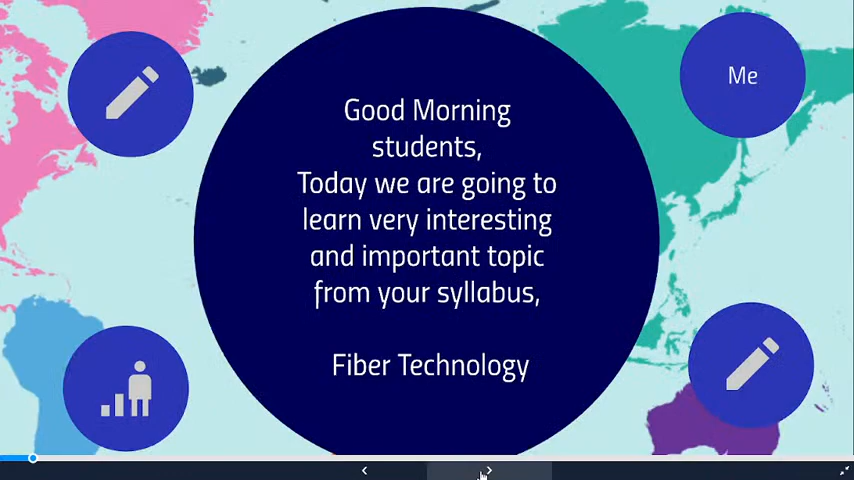 Good Morning
students,
Today we are going to
learn very interesting
and important topic
from your syllabus,
Fiber Technology
Me